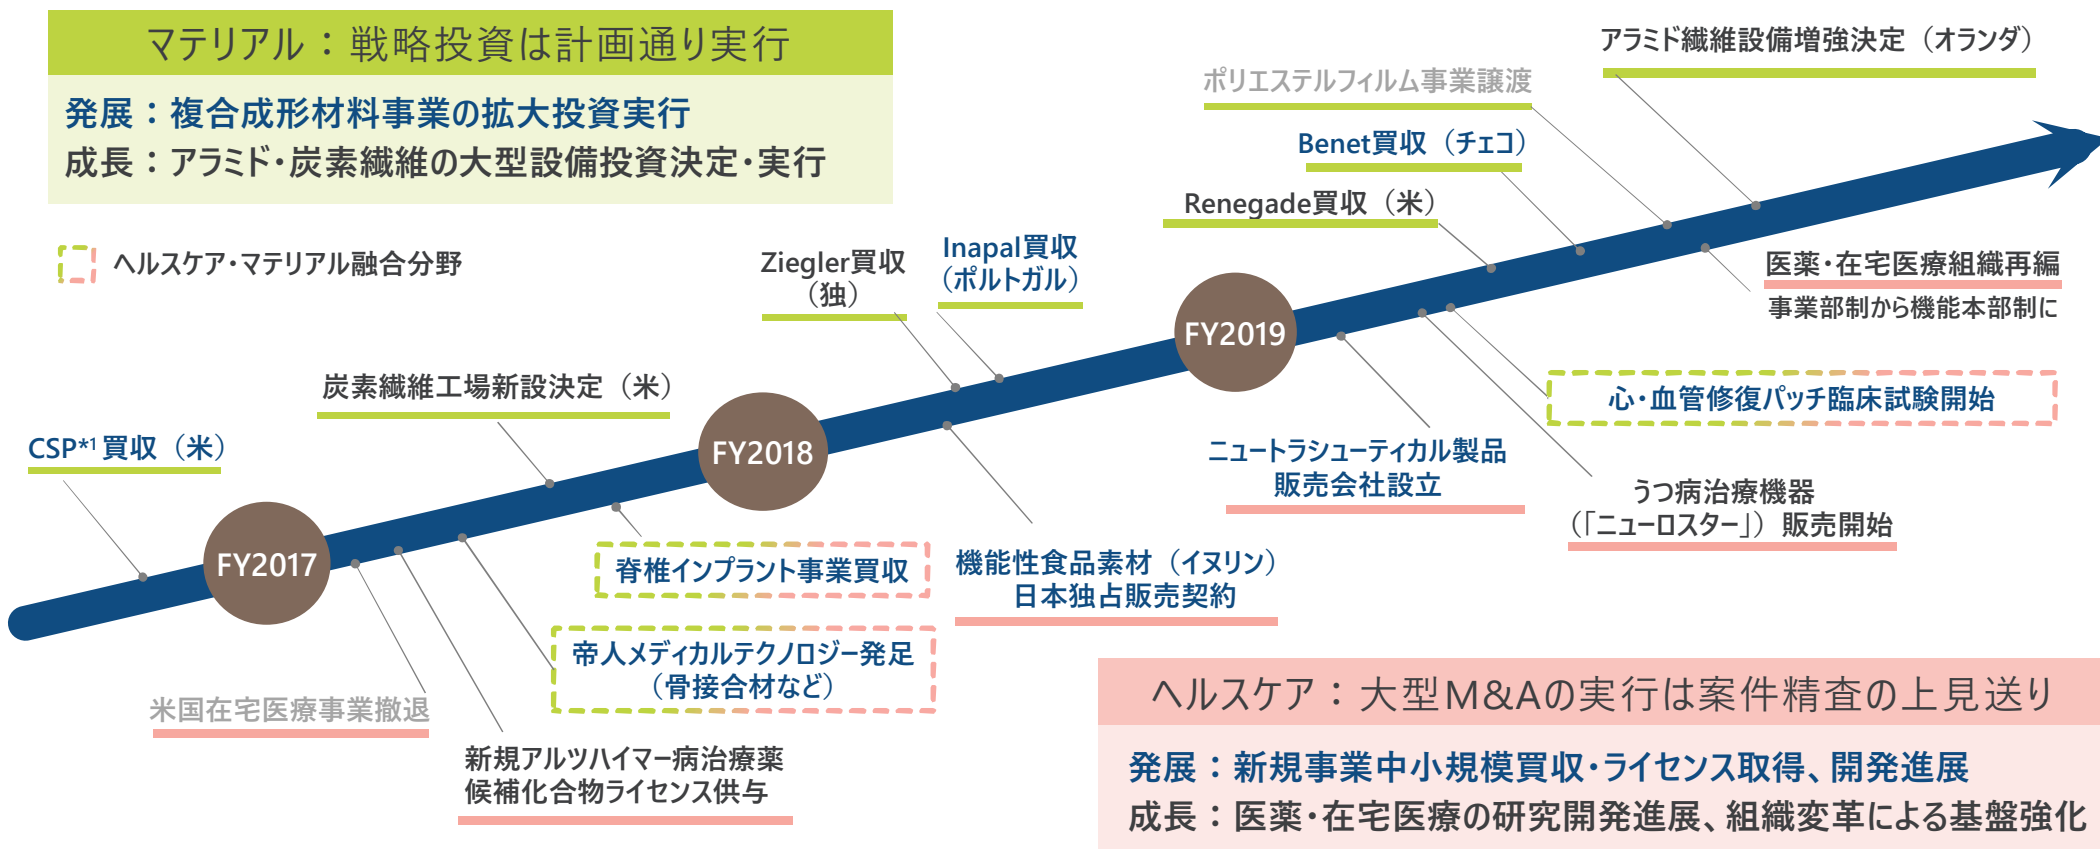 マテリアル：戦略投資は計画通り実行
発展：複合成形材料事業の拡大投資実行
成長：アラミド・炭素繊維の大型設備投資決定・実行
ヘルスケア・マテリアル融合分野
アラミド繊維設備増強決定（オランダ）
ポリエステルフィルム事業譲渡
Benet買収（チェコ）
Renegade買収（米）
Inapal買収
（ポルトガル）
Ziegler買収
（独）
炭素繊維工場新設決定（米）
CSP*1買収（米）
FY2017
FY2018
FY2019
医薬・在宅医療組織再編
事業部制から機能本部制に
心・血管修復パッチ臨床試験開始
うつ病治療機器
（「ニューロスター」）販売開始
ニュートラシューティカル製品
販売会社設立
機能性食品素材（イヌリン）
日本独占販売契約
脊椎インプラント事業買収
帝人メディカルテクノロジー発足
（骨接合材など）
新規アルツハイマー病治療薬
候補化合物ライセンス供与
米国在宅医療事業撤退
ヘルスケア：大型M&Aの実行は案件精査の上見送り
発展：新規事業中小規模買収・ライセンス取得、開発進展
成長：医薬・在宅医療の研究開発進展、組織変革による基盤強化